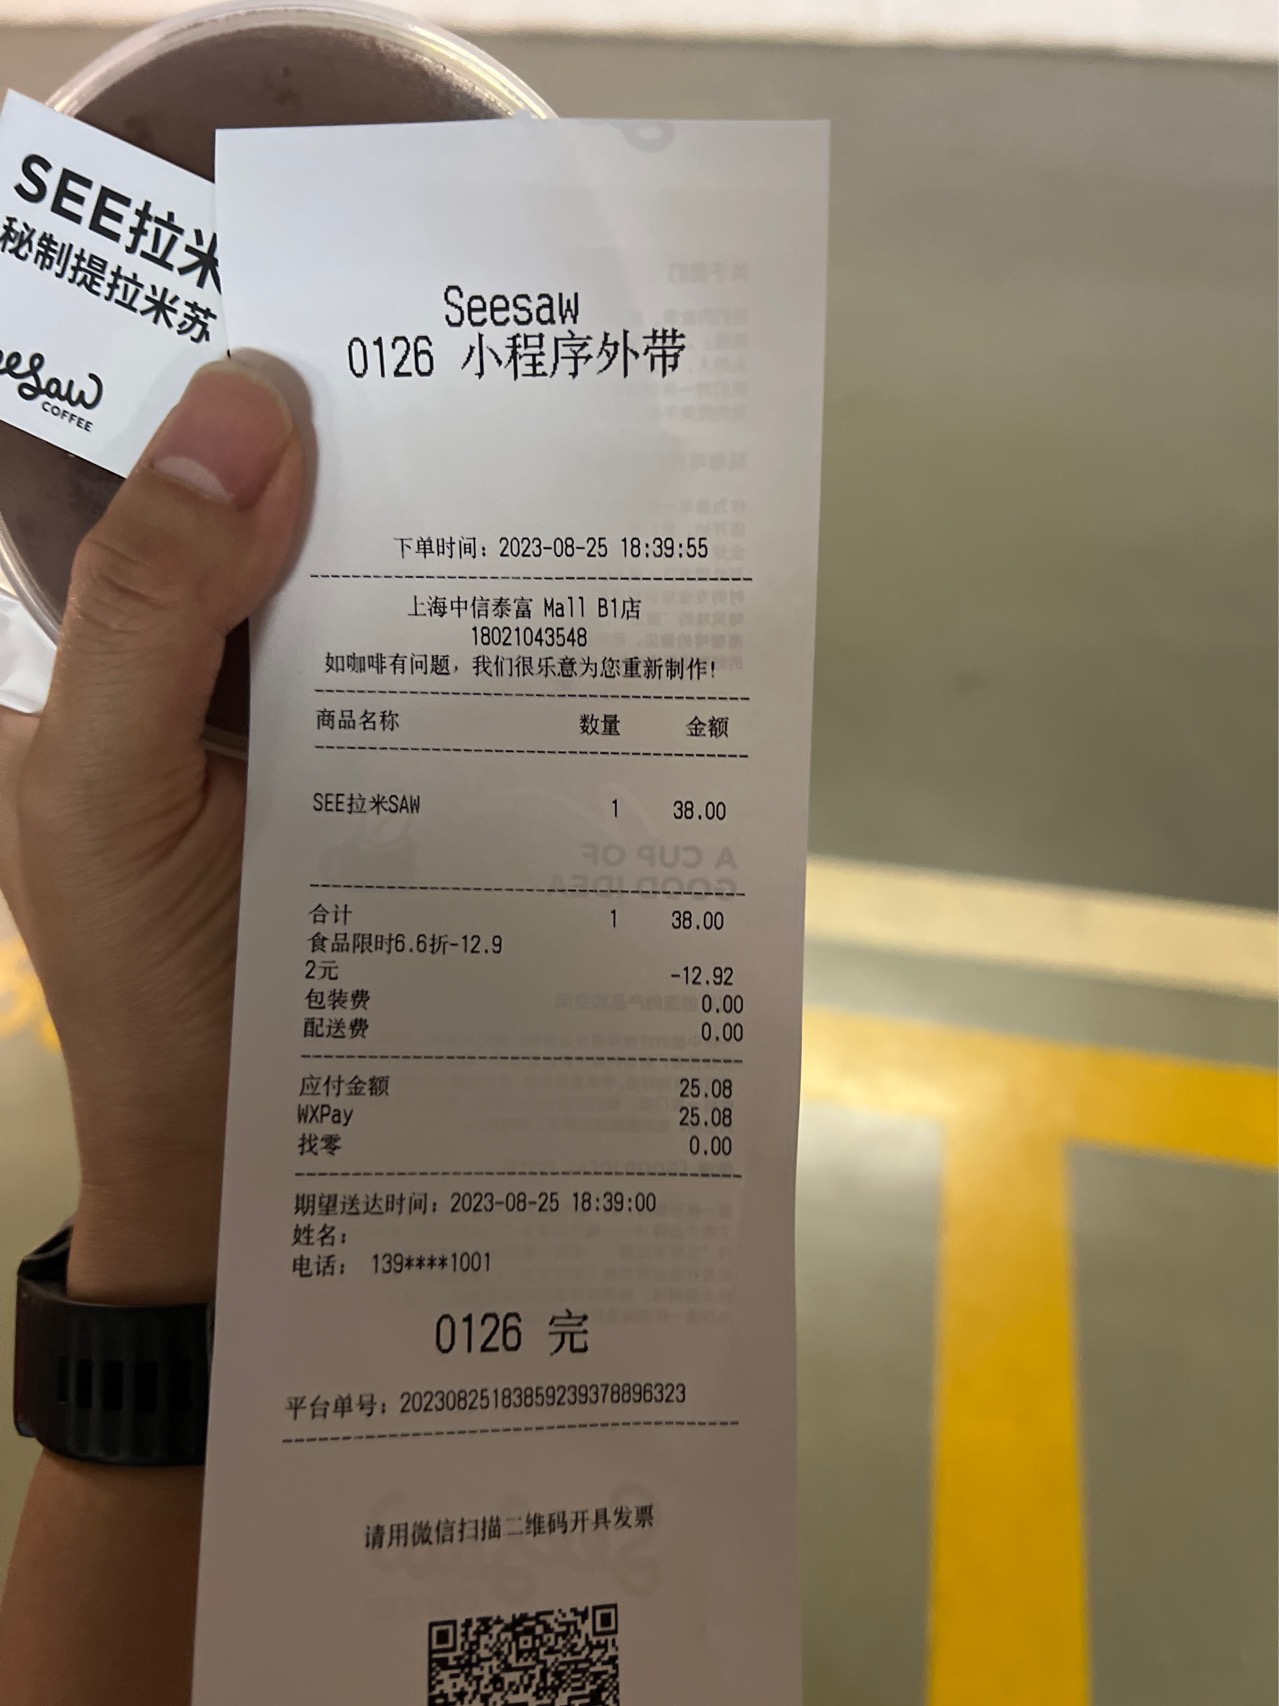 SEE拉米
秘制提拉米苏
eesaw
COFFEE
Seesaw
0126 小程序外带
下单时间：2023-08-25 18:39:55
上海中信泰富 Mall B1店
18021043548
如咖啡有问题，我们很乐意为您重新制作！
商品名称 数量 金额
SEE拉米SAW 1 38.00
A CUP OF
GOOD IDEA
合计 1 38.00
食品限时6.6折-12.9
2元 -12.92
包装费 0.00
配送费 0.00
应付金额 25.08
WXPay 25.08
找零 0.00
期望送达时间：2023-08-25 18:39:00
姓名：
电话： 139****1001
0126 完
平台单号：20230825183859239378896323
请用微信扫描二维码开具发票